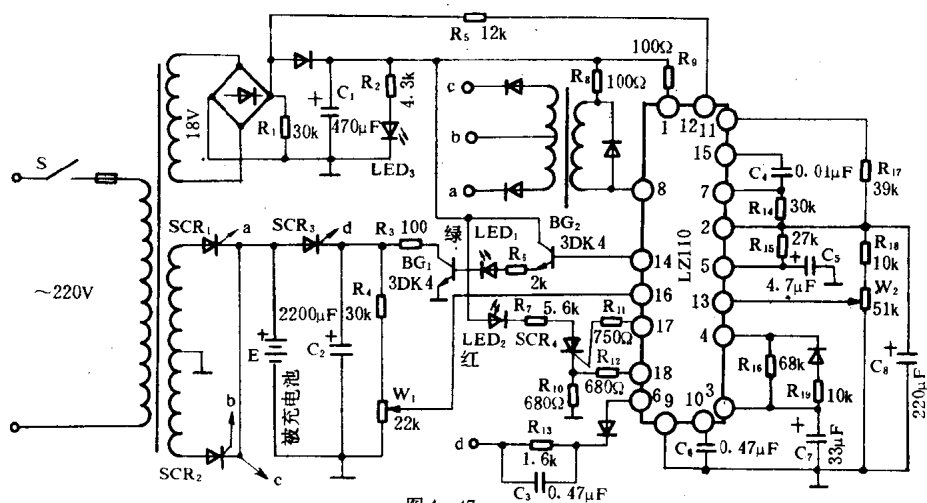 R₅ 12k
100Ω
R₉
R₈
100Ω
c
b
a
18V
R₁
30k
C₁
470μF
R₂
4.3k
LED₃
1
12
11
15
7
2
5
13
4
3
10
9
6
18
17
16
14
8
LZ110
C₄
0.01μF
R₁₇
39k
R₁₄
30k
R₁₅
27k
C₅
4.7μF
R₁₈
10k
W₂
51k
S
～220V
SCR₁
a
SCR₃
d
R₃ 100
绿
LED₁
BG₂
3DK4
BG₁
3DK4
2k
R₄
30k
2200μF
C₂
E
被充电池
W₁
22k
LED₂
红
R₇
5.6k
SCR₄
R₁₁
750Ω
R₁₂
680Ω
R₁₀
680Ω
SCR₂
b
c
d
R₁₃
1.6k
C₃
0.47μF
C₆
0.47μF
R₁₆
68k
R₁₉
10k
C₇
33μF
C₈
220μF